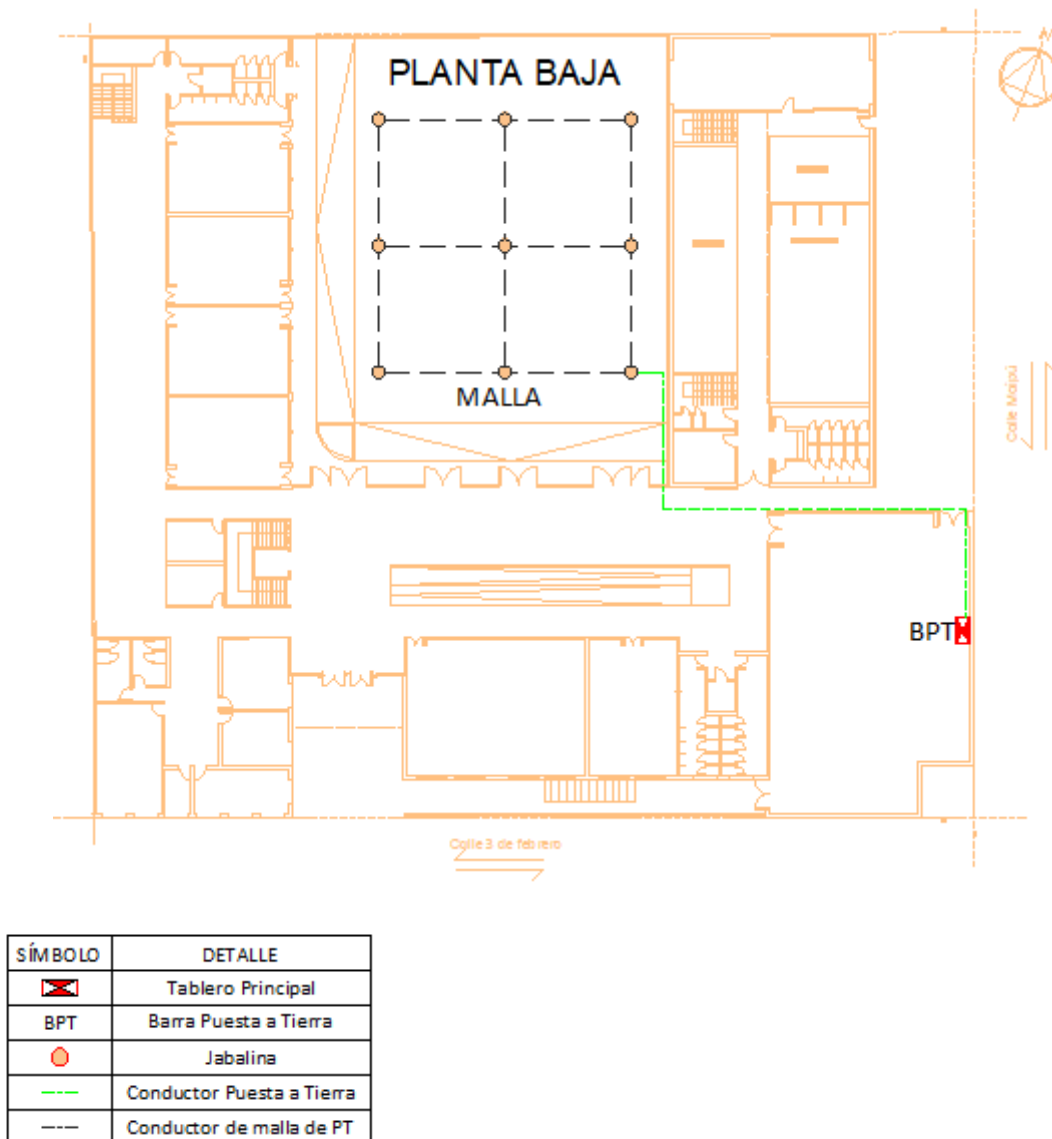 PLANTA BAJA
N
MALLA
Calle Maipú
BPT
Calle 3 de febrero
SÍMBOLO DETALLE
Tablero Principal
BPT Barra Puesta a Tierra
Jabalina
Conductor Puesta a Tierra
Conductor de malla de PT